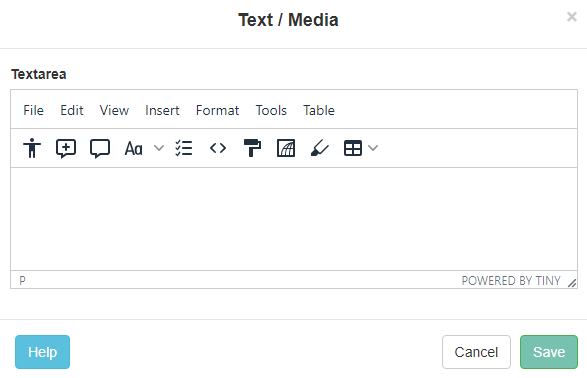 Text / Media
×
Textarea
File Edit View Insert Format Tools Table
Aa
P POWERED BY TINY
Help Cancel Save